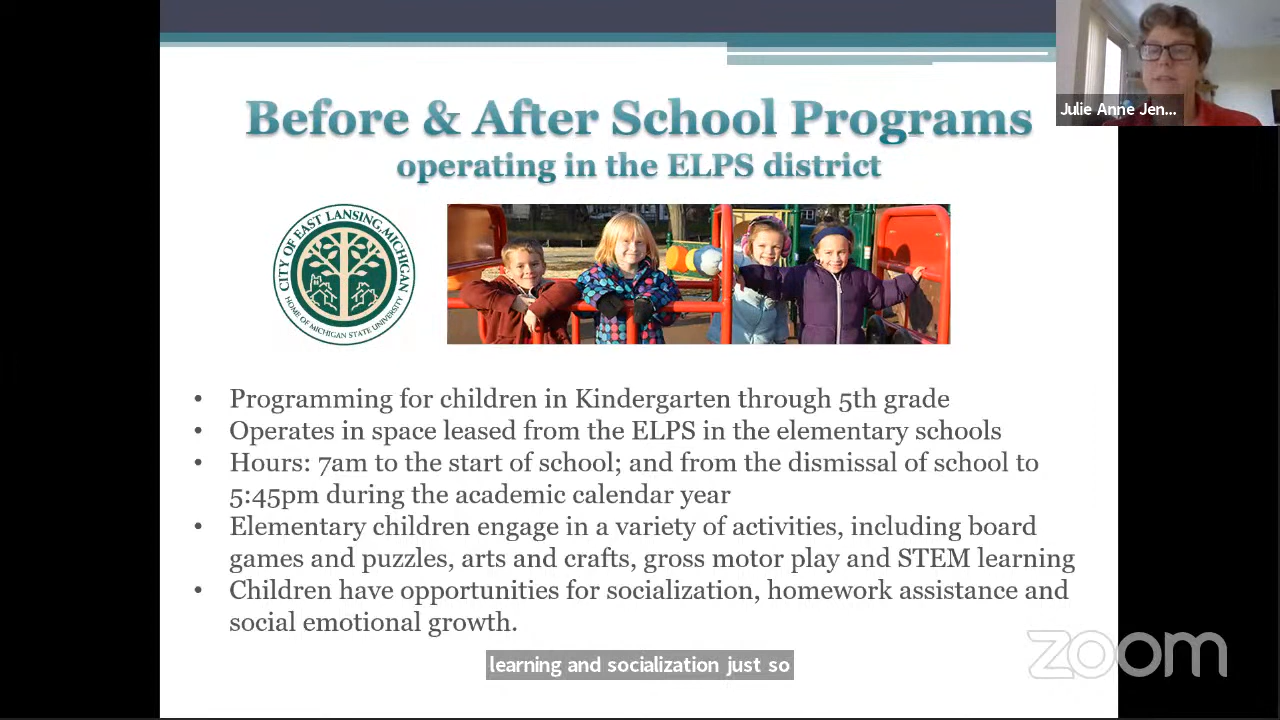 Before & After School Programs
operating in the ELPS district
Julie Anne Jen...
CITY OF EAST LANSING, MICHIGAN
HOME OF MICHIGAN STATE UNIVERSITY
• Programming for children in Kindergarten through 5th grade
• Operates in space leased from the ELPS in the elementary schools
• Hours: 7am to the start of school; and from the dismissal of school to
5:45pm during the academic calendar year
• Elementary children engage in a variety of activities, including board
games and puzzles, arts and crafts, gross motor play and STEM learning
• Children have opportunities for socialization, homework assistance and
social emotional growth.
learning and socialization just so
zoom